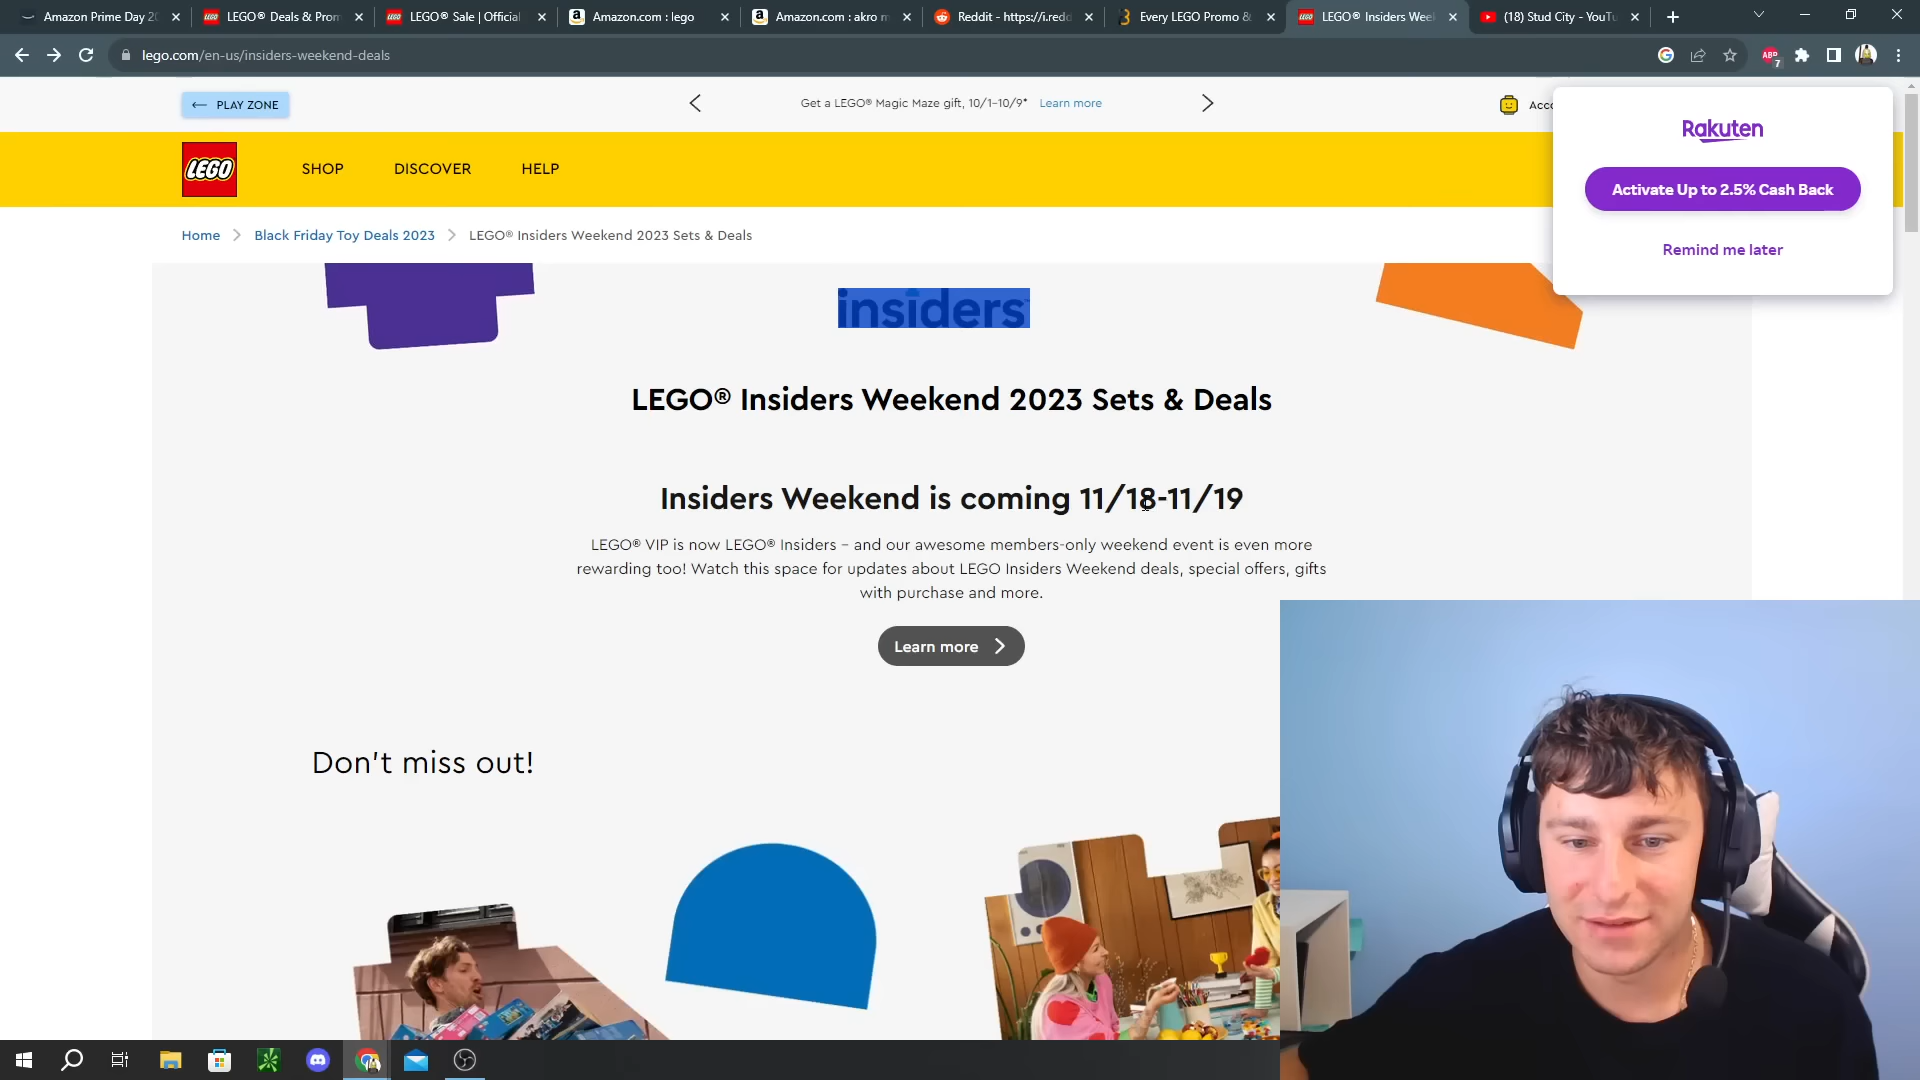 Amazon Prime Day 20
LEGO® Deals & Prom
LEGO® Sale | Official
Amazon.com : lego
Amazon.com : akro m
Reddit - https://i.redd
Every LEGO Promo &
LEGO® Insiders Wee
(18) Stud City - YouTu
lego.com/en-us/insiders-weekend-deals
ABP
7
PLAY ZONE
Get a LEGO® Magic Maze gift, 10/1-10/9* Learn more
Acco
Rakuten
Activate Up to 2.5% Cash Back
Remind me later
LEGO
SHOP
DISCOVER
HELP
Home
Black Friday Toy Deals 2023
LEGO® Insiders Weekend 2023 Sets & Deals
insiders
LEGO® Insiders Weekend 2023 Sets & Deals
Insiders Weekend is coming 11/18-11/19
LEGO® VIP is now LEGO® Insiders – and our awesome members-only weekend event is even more
rewarding too! Watch this space for updates about LEGO Insiders Weekend deals, special offers, gifts
with purchase and more.
Learn more
Don't miss out!